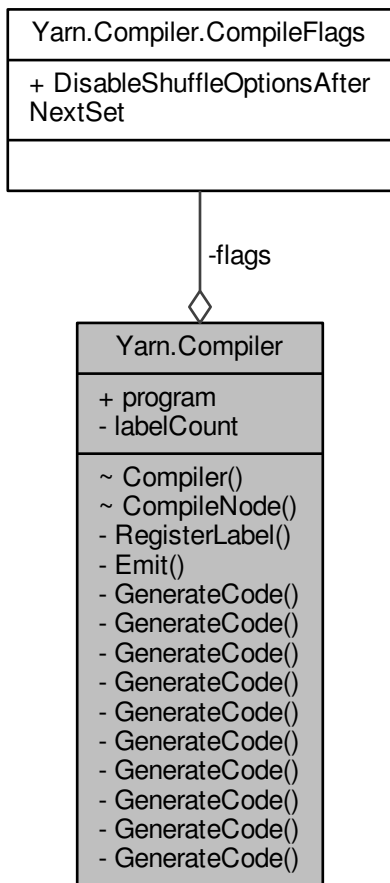 Yarn.Compiler.CompileFlags
+ DisableShuffleOptionsAfter
NextSet
-flags
Yarn.Compiler
+ program
- labelCount
~ Compiler()
~ CompileNode()
- RegisterLabel()
- Emit()
- GenerateCode()
- GenerateCode()
- GenerateCode()
- GenerateCode()
- GenerateCode()
- GenerateCode()
- GenerateCode()
- GenerateCode()
- GenerateCode()
- GenerateCode()